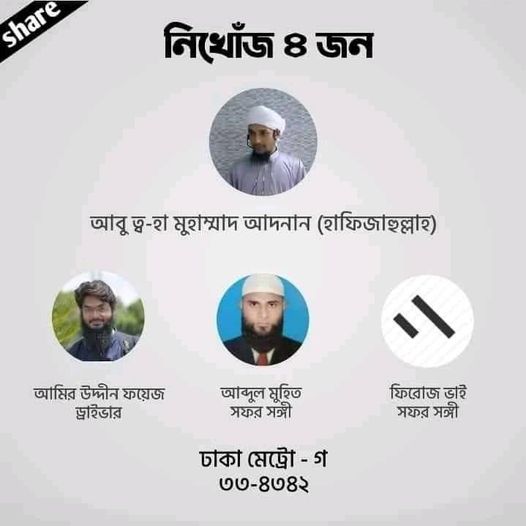 share
নিখোঁজ ৪ জন
আবু ত্ব-হা মুহাম্মাদ আদনান (হাফিজাহুল্লাহ)
আমির উদ্দীন ফয়েজ
ড্রাইভার
আব্দুল মুহিত
সফর সঙ্গী
ফিরোজ ভাই
সফর সঙ্গী
ঢাকা মেট্রো - গ
৩৩-৪৩৪২